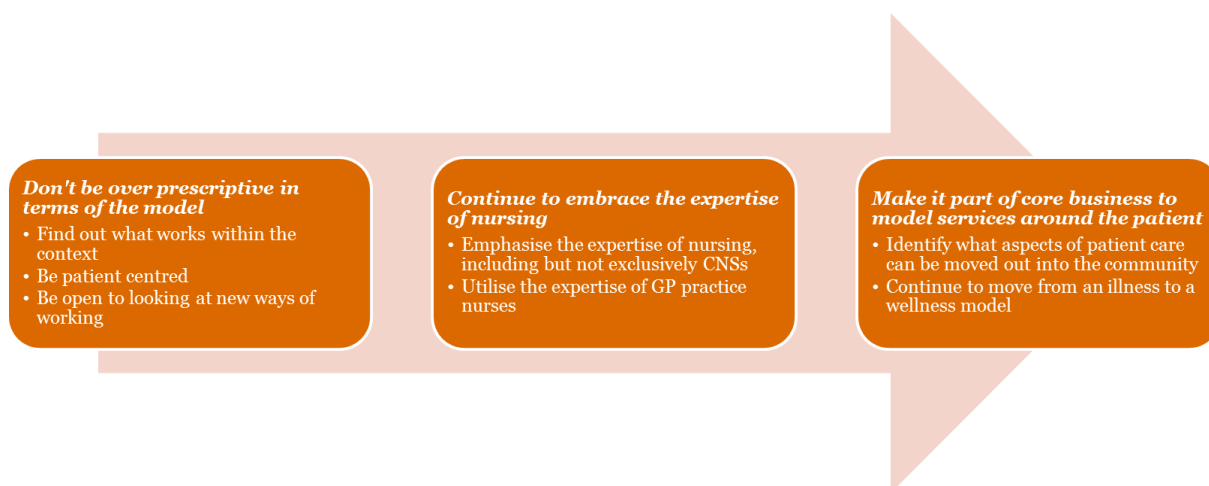 Don't be over prescriptive in
terms of the model
• Find out what works within the
context
• Be patient centred
• Be open to looking at new ways of
working
Continue to embrace the expertise
of nursing
• Emphasise the expertise of nursing,
including but not exclusively CNSs
• Utilise the expertise of GP practice
nurses
Make it part of core business to
model services around the patient
• Identify what aspects of patient care
can be moved out into the community
• Continue to move from an illness to a
wellness model